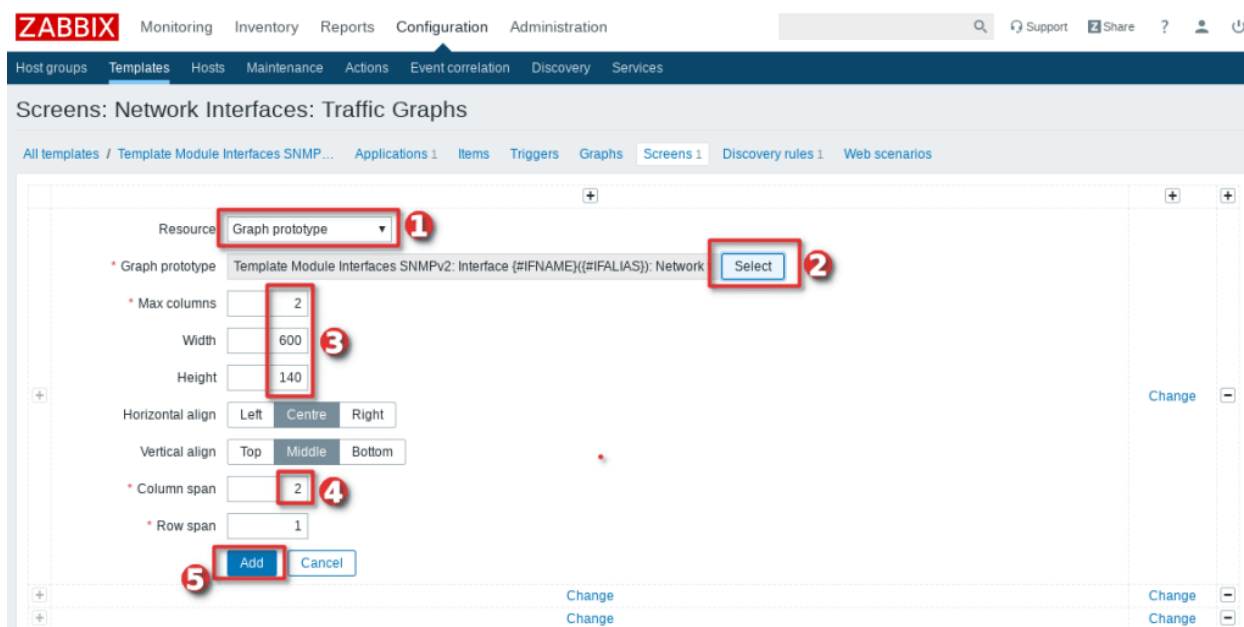 ZABBIX Monitoring Inventory Reports Configuration Administration Support Z Share ?
Host groups Templates Hosts Maintenance Actions Event correlation Discovery Services
Screens: Network Interfaces: Traffic Graphs
All templates / Template Module Interfaces SNMP... Applications 1 Items Triggers Graphs Screens 1 Discovery rules 1 Web scenarios
+ + +
Resource Graph prototype 1
* Graph prototype Template Module Interfaces SNMPv2: Interface {#IFNAME}({#IFALIAS}): Network Select 2
* Max columns 2
Width 600 3
Height 140
+ Change −
Horizontal align Left Centre Right
Vertical align Top Middle Bottom
* Column span 2 4
* Row span 1
Add Cancel
5
+ Change Change −
+ Change Change −